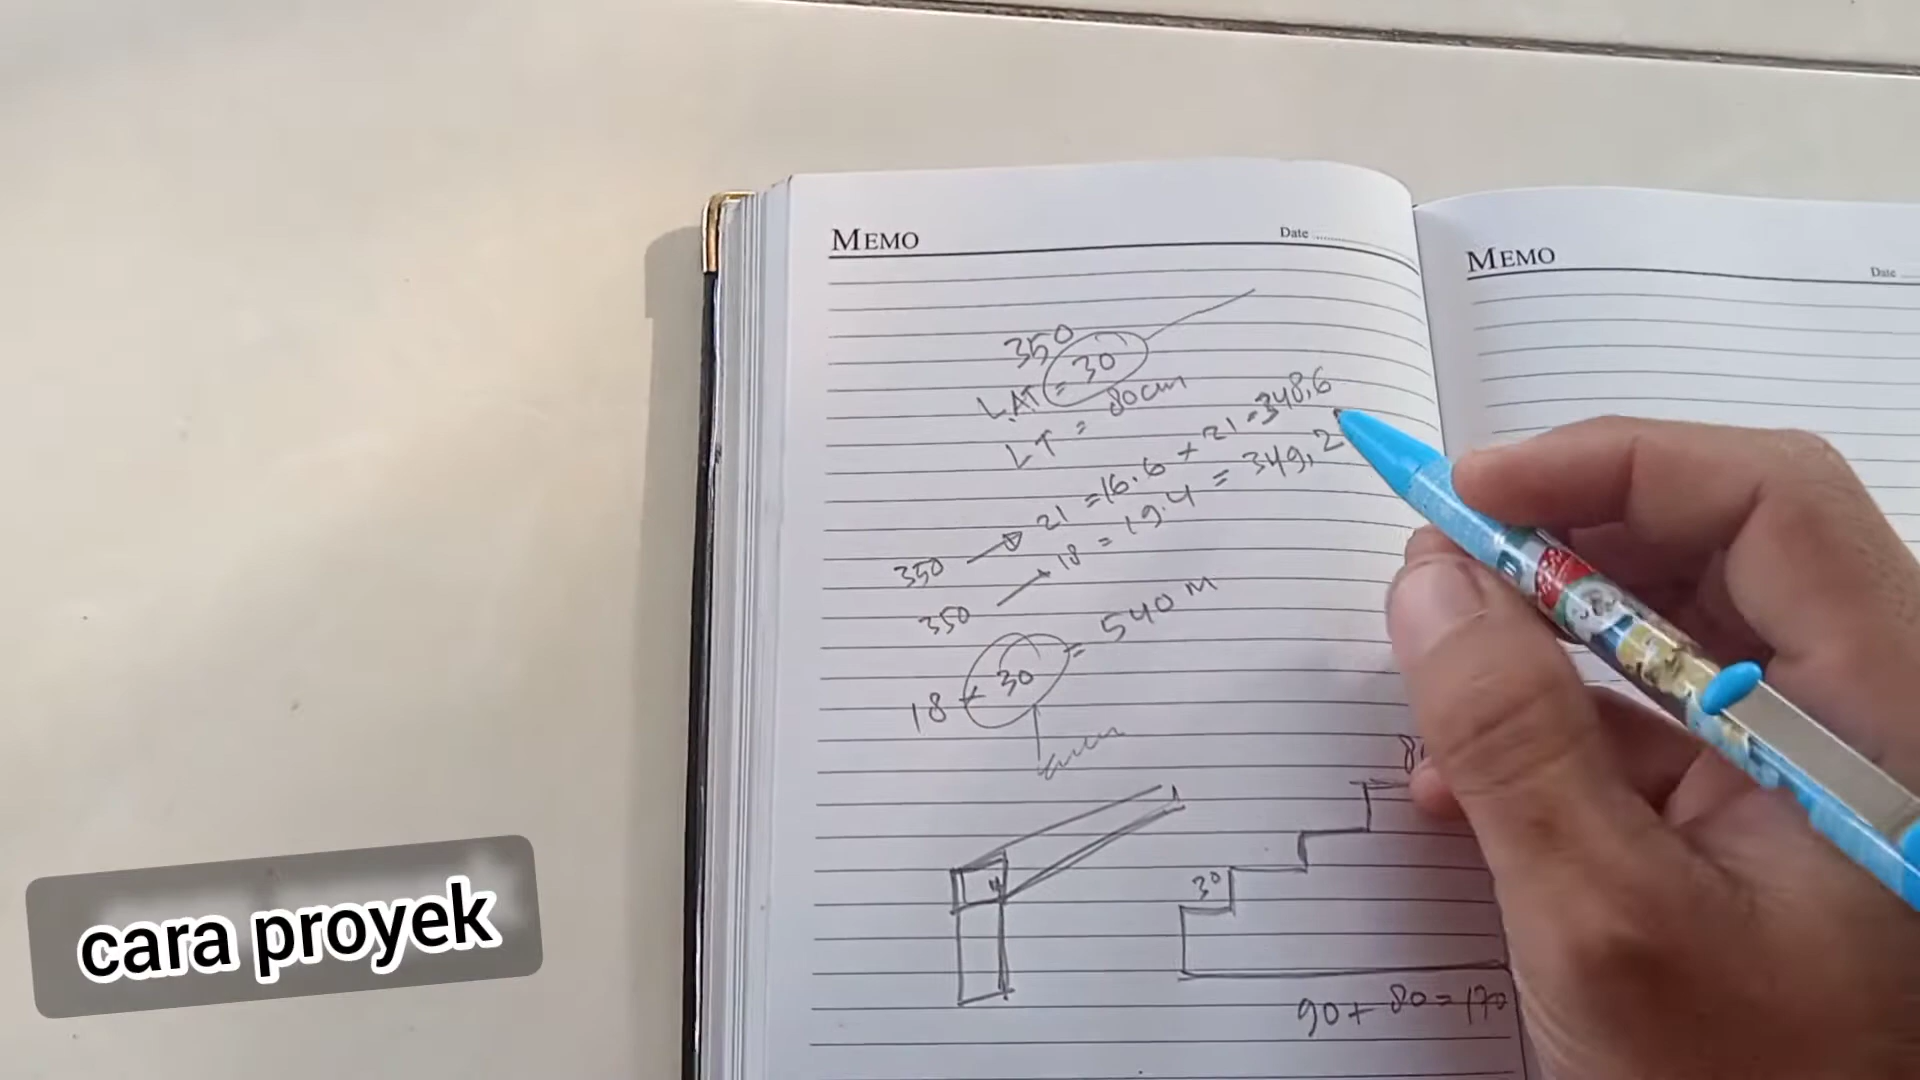 MEMO Date
350
LAT = 30
LT = 80cm
350 → 21 = 16.6 + 21 = 348,6
350 → 18 = 19.4 = 349,2
18 + 30 = 540 M
30
90 + 80 = 170
MEMO Date
cara proyek